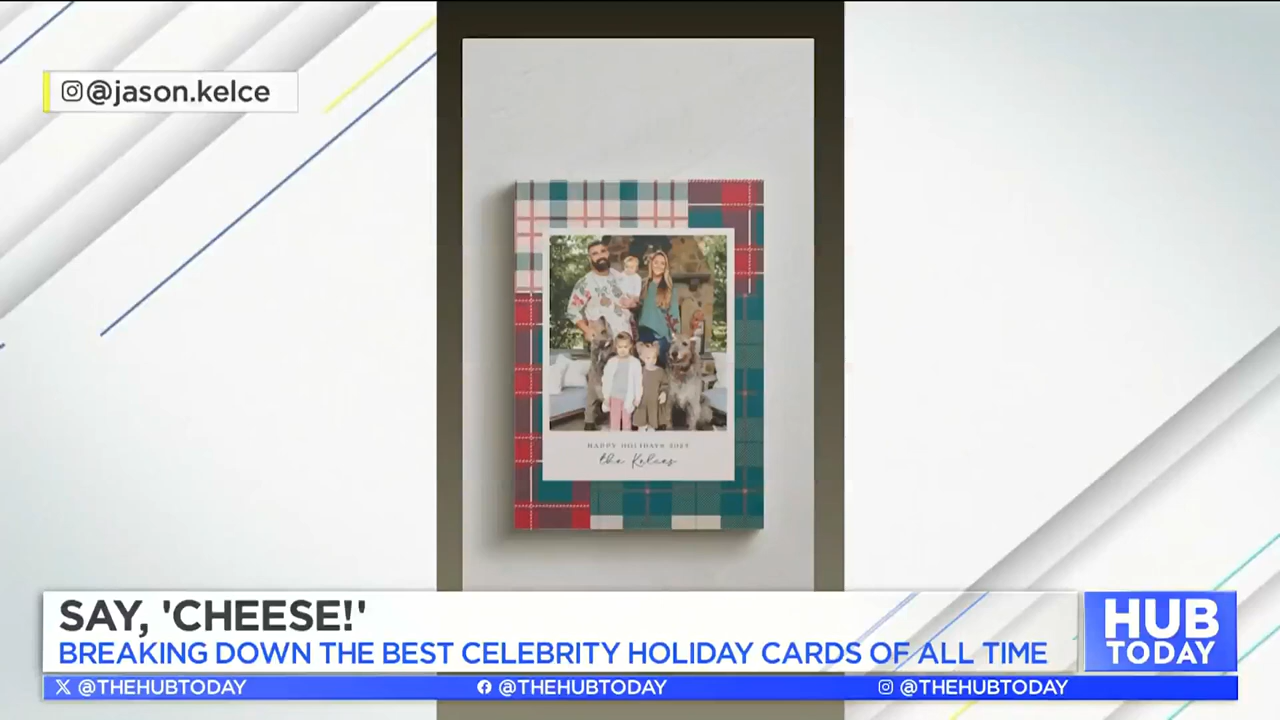 @jason.kelce
HAPPY HOLIDAYS 2023
the Kelces
SAY, 'CHEESE!'
BREAKING DOWN THE BEST CELEBRITY HOLIDAY CARDS OF ALL TIME
HUB
TODAY
@THEHUBTODAY
@THEHUBTODAY
@THEHUBTODAY